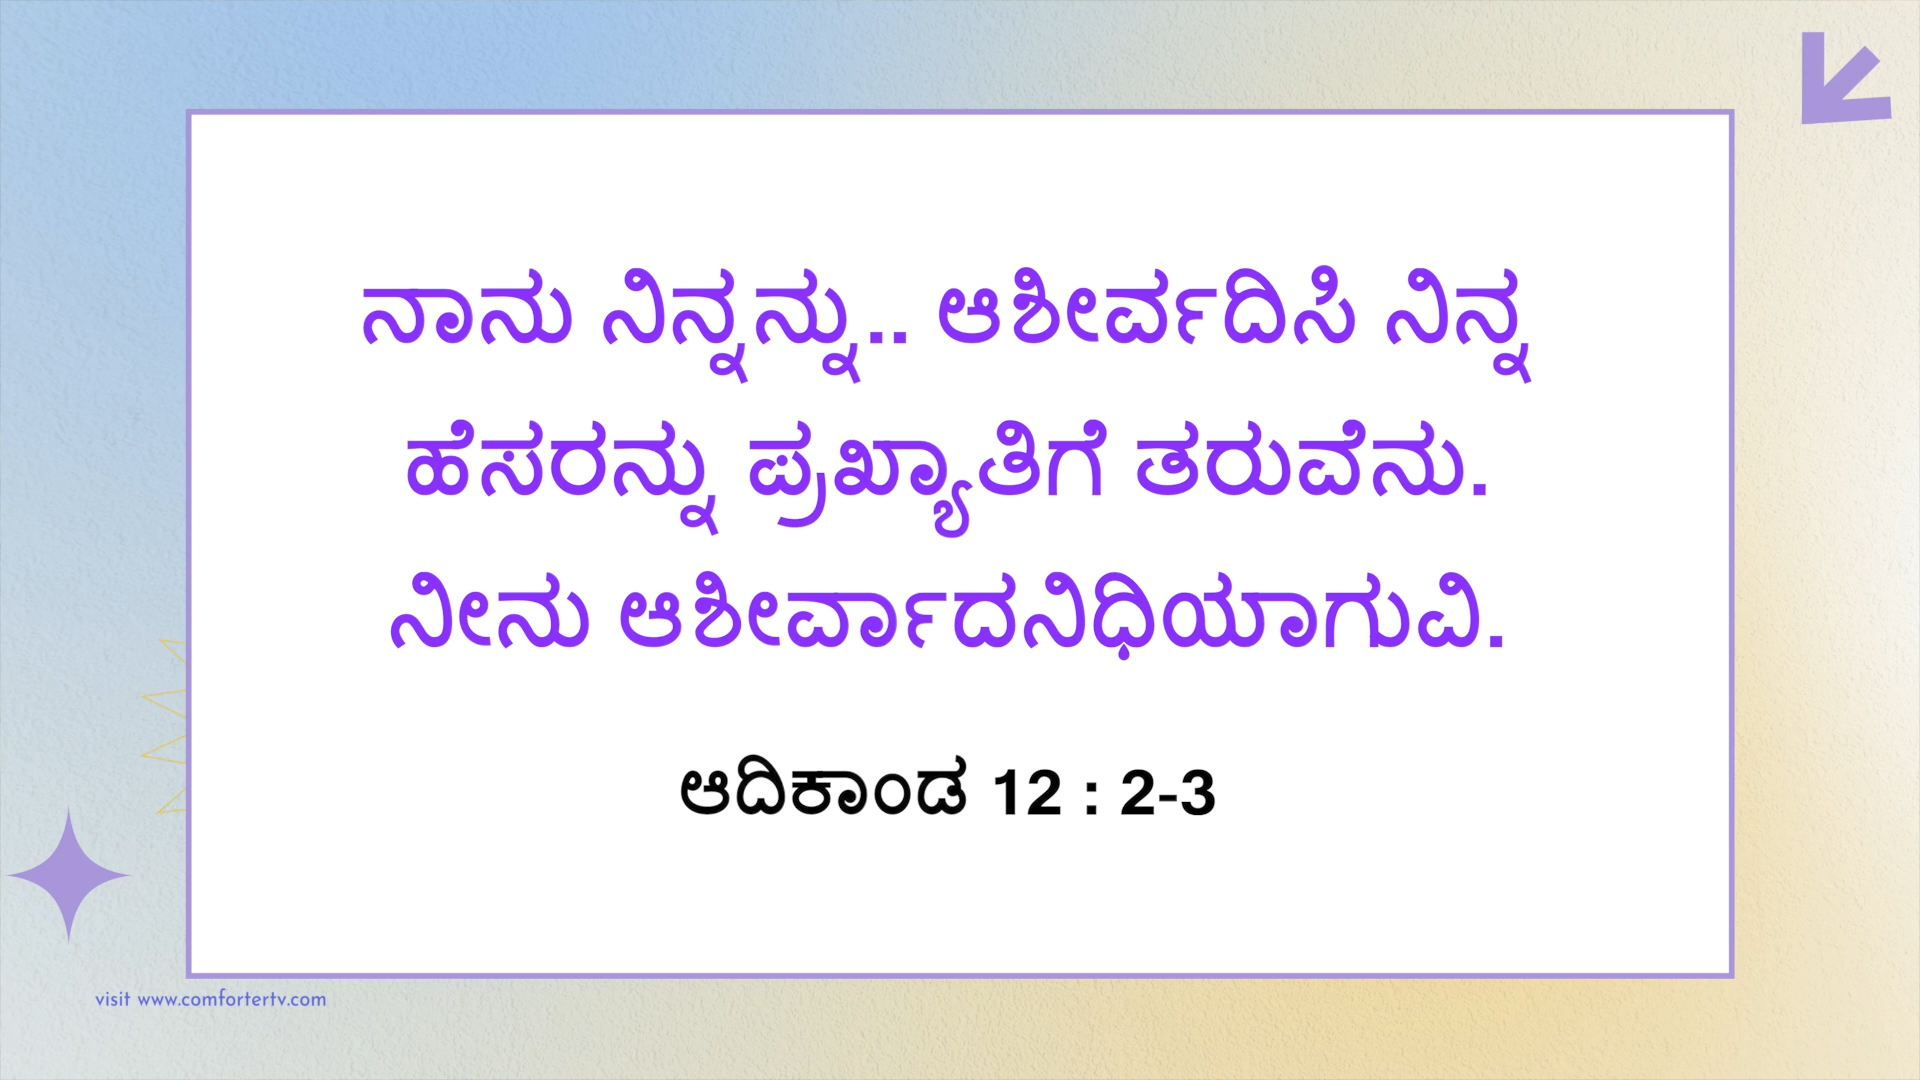 ನಾನು ನಿನ್ನನ್ನು.. ಆಶೀರ್ವದಿಸಿ ನಿನ್ನ
ಹೆಸರನ್ನು ಪ್ರಖ್ಯಾತಿಗೆ ತರುವೆನು.
ನೀನು ಆಶೀರ್ವಾದನಿಧಿಯಾಗುವಿ.
ಆದಿಕಾಂಡ 12 : 2-3
visit www.comfortertv.com